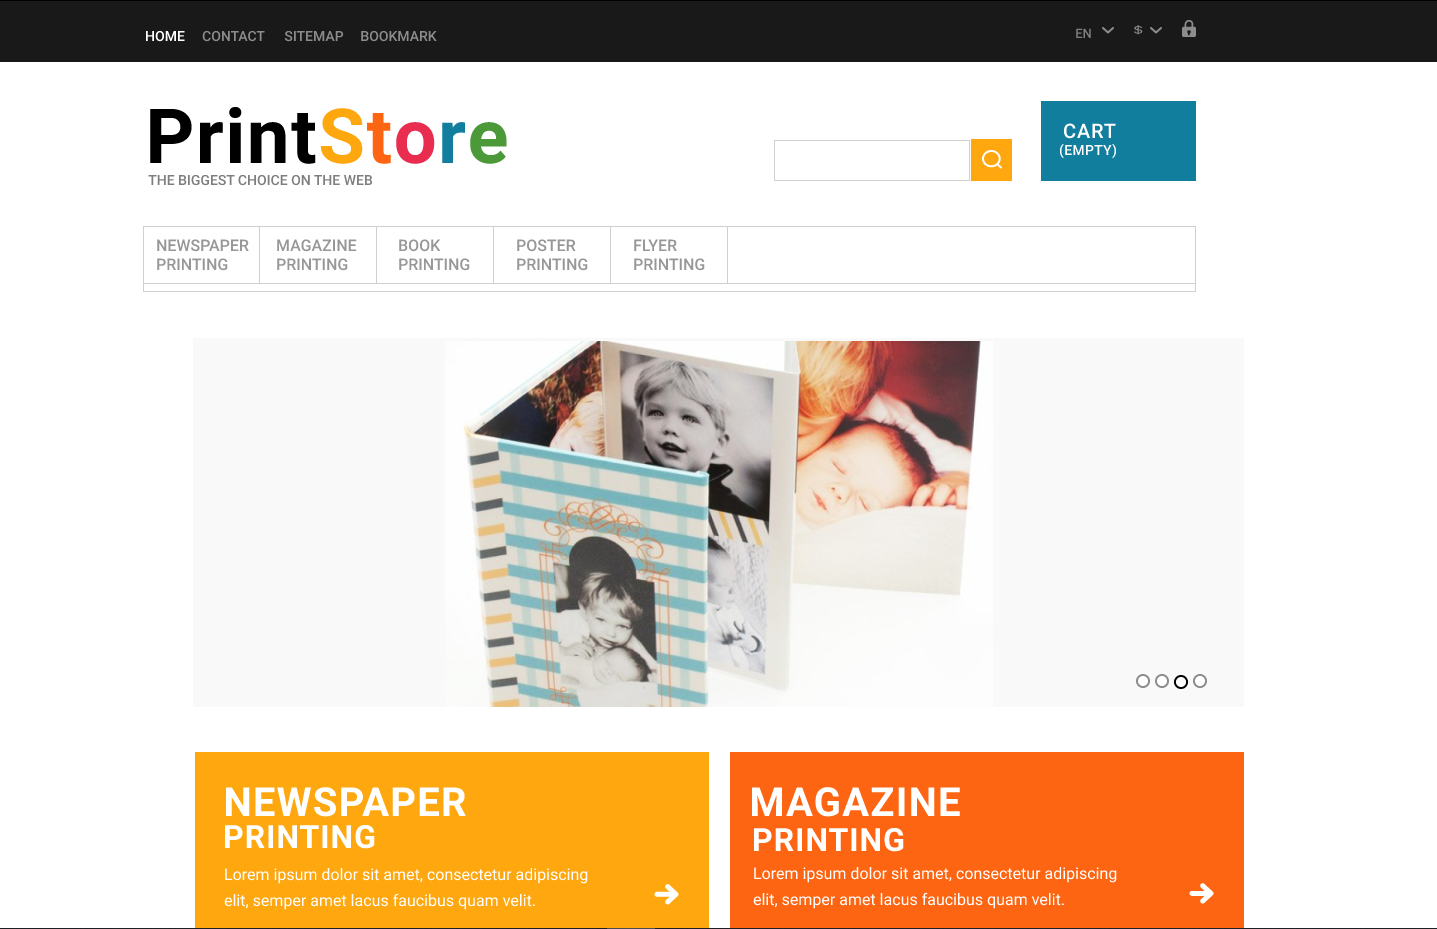 HOME CONTACT SITEMAP BOOKMARK EN $
PrintStore
THE BIGGEST CHOICE ON THE WEB
CART
(EMPTY)
NEWSPAPER
PRINTING
MAGAZINE
PRINTING
BOOK
PRINTING
POSTER
PRINTING
FLYER
PRINTING
NEWSPAPER
PRINTING
Lorem ipsum dolor sit amet, consectetur adipiscing
elit, semper amet lacus faucibus quam velit.
MAGAZINE
PRINTING
Lorem ipsum dolor sit amet, consectetur adipiscing
elit, semper amet lacus faucibus quam velit.